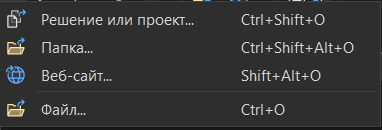 Решение или проект... Ctrl+Shift+O
Папка... Ctrl+Shift+Alt+O
Веб-сайт... Shift+Alt+O
Файл... Ctrl+O